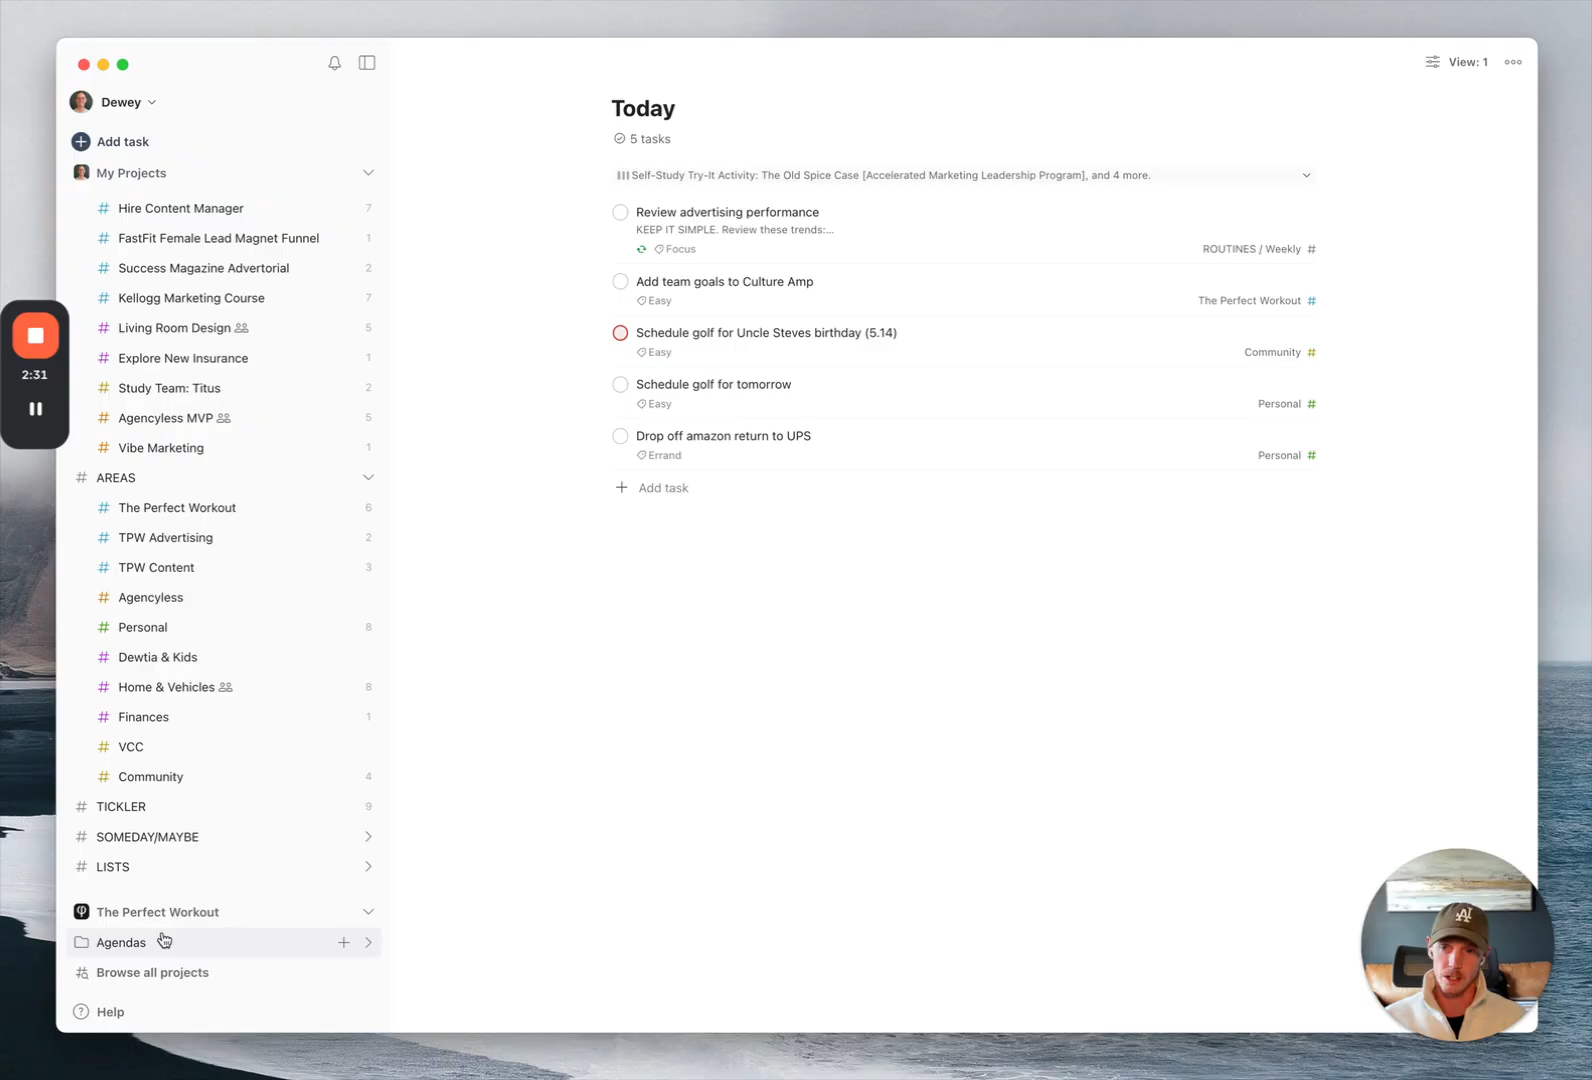 Dewey
Add task
My Projects
Hire Content Manager 7
FastFit Female Lead Magnet Funnel 1
Success Magazine Advertorial 2
Kellogg Marketing Course 7
Living Room Design 5
Explore New Insurance 1
Study Team: Titus 2
Agencyless MVP 5
Vibe Marketing 1
# AREAS
The Perfect Workout 6
TPW Advertising 2
TPW Content 3
Agencyless
Personal 8
Dewtia & Kids
Home & Vehicles 8
Finances 1
VCC
Community 4
# TICKLER 9
# SOMEDAY/MAYBE
# LISTS
The Perfect Workout
Agendas
Browse all projects
? Help
2:31
View: 1
Today
5 tasks
Self-Study Try-It Activity: The Old Spice Case [Accelerated Marketing Leadership Program], and 4 more.
Review advertising performance
KEEP IT SIMPLE. Review these trends:...
Focus ROUTINES / Weekly #
Add team goals to Culture Amp
Easy The Perfect Workout #
Schedule golf for Uncle Steves birthday (5.14)
Easy Community #
Schedule golf for tomorrow
Easy Personal #
Drop off amazon return to UPS
Errand Personal #
+ Add task
AI